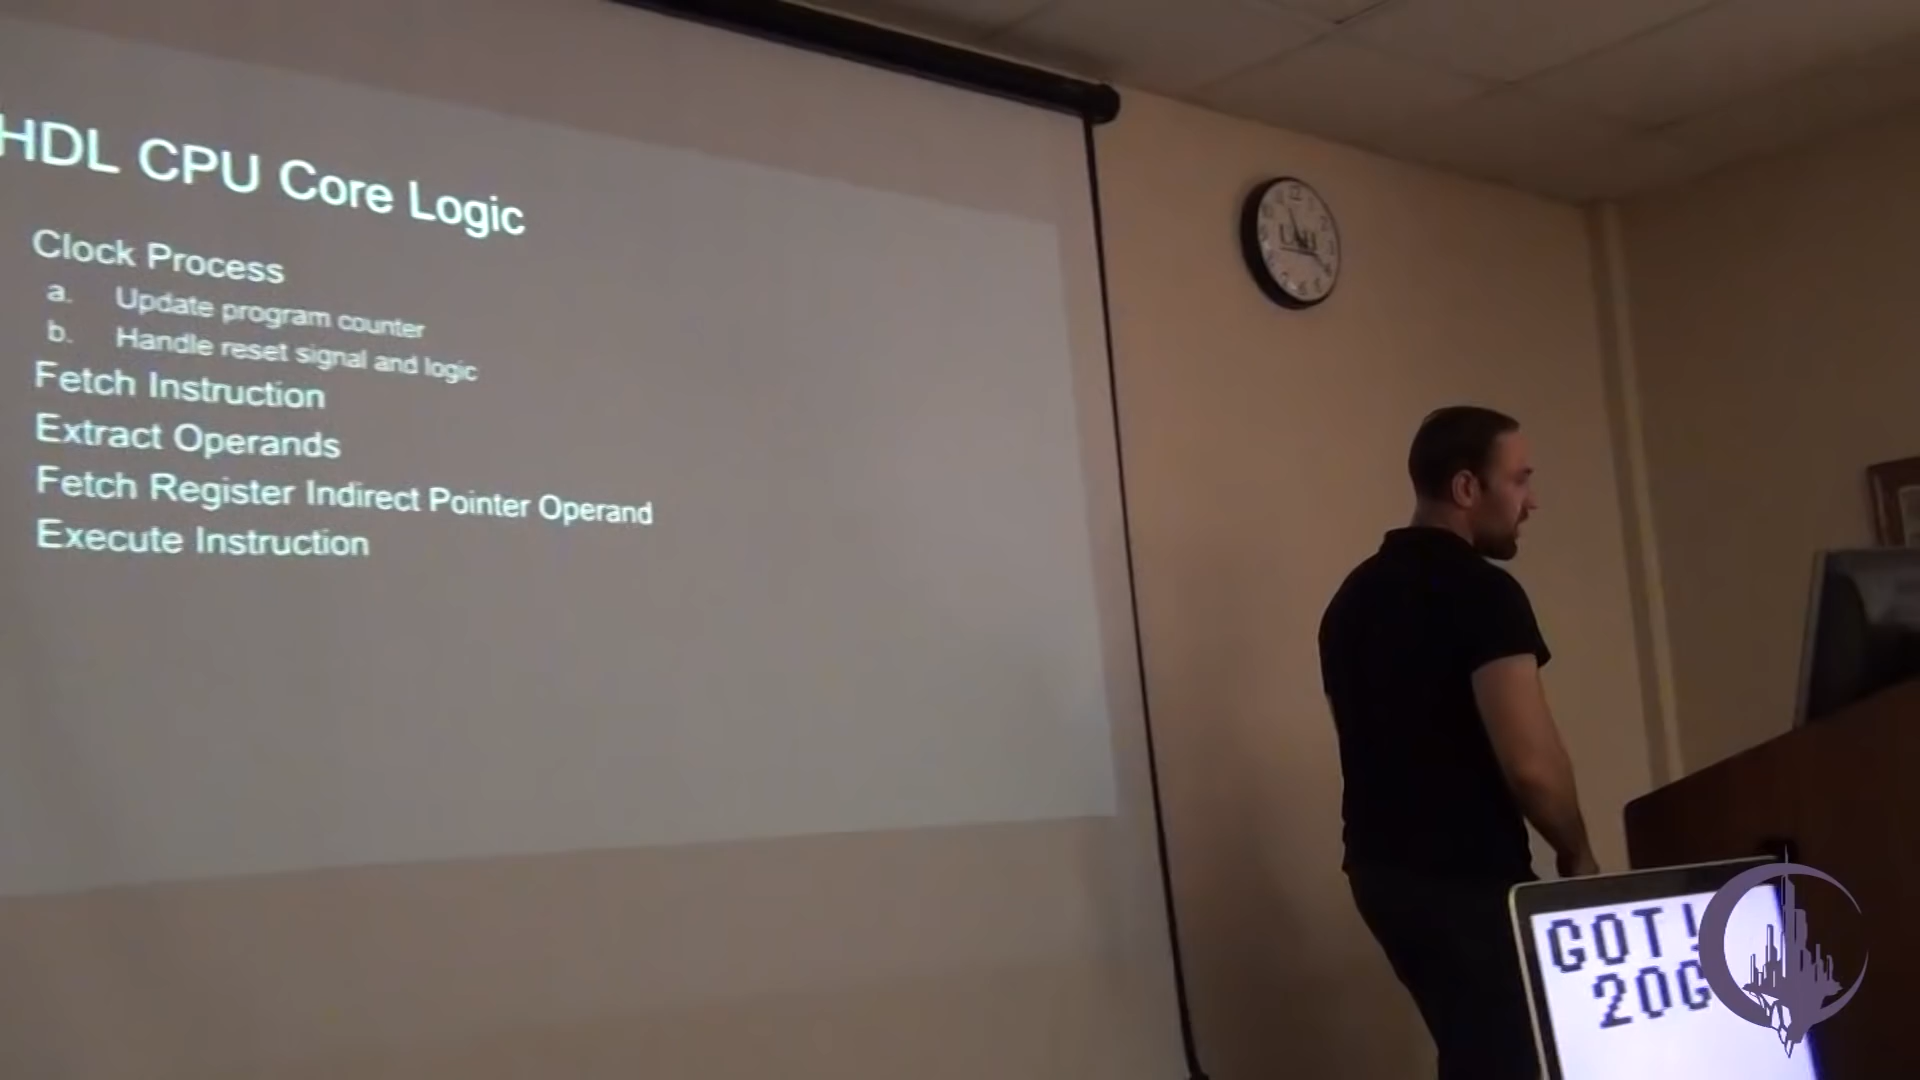 HDL CPU Core Logic
Clock Process
a. Update program counter
b. Handle reset signal and logic
Fetch Instruction
Extract Operands
Fetch Register Indirect Pointer Operand
Execute Instruction
UAB
GOT!
20G